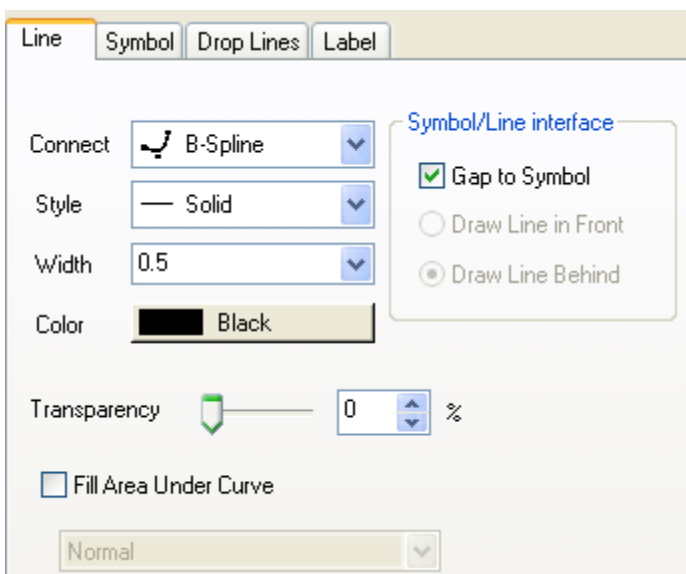 Line Symbol Drop Lines Label
Symbol/Line interface
Connect B-Spline
Gap to Symbol
Style Solid
Draw Line in Front
Width 0.5
Draw Line Behind
Color Black
Transparency 0 %
Fill Area Under Curve
Normal